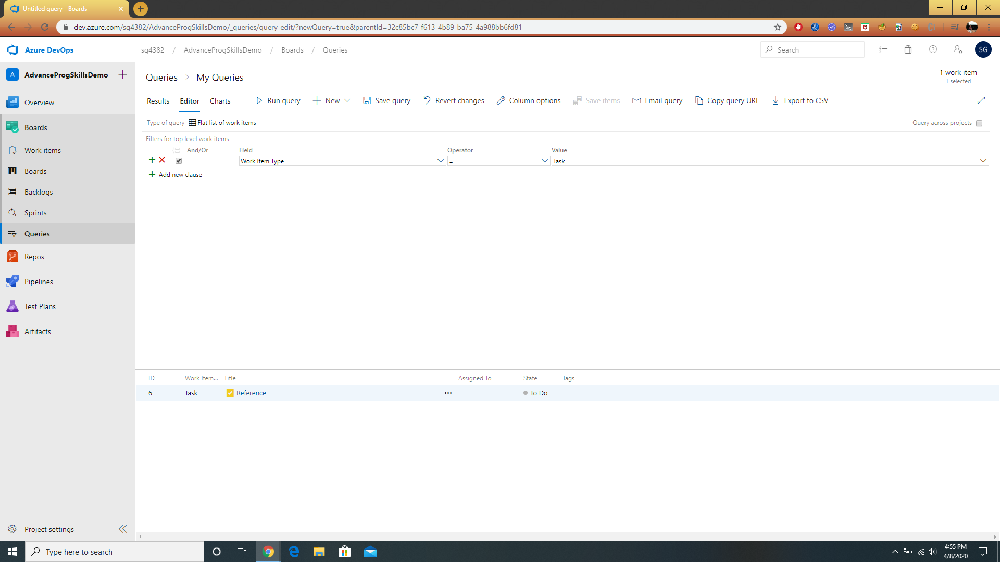 Untitled query - Boards
dev.azure.com/sg4382/AdvanceProgSkillsDemo/_queries/query-edit/?newQuery=true&parentId=32c85bc7-f613-4b89-ba75-4a988bb6fd81
Azure DevOps
sg4382 / AdvanceProgSkillsDemo / Boards / Queries
Search
SG
A AdvanceProgSkillsDemo
Queries > My Queries
1 work item
1 selected
Results Editor Charts Run query New Save query Revert changes Column options Save items Email query Copy query URL Export to CSV
Type of query Flat list of work items
Query across projects
Filters for top level work items
And/Or Field Operator Value
Work Item Type = Task
Add new clause
Overview
Boards
Work items
Boards
Backlogs
Sprints
Queries
Repos
Pipelines
Test Plans
Artifacts
ID Work Item... Title Assigned To State Tags
6 Task Reference ••• To Do
Project settings
Type here to search
4:55 PM
4/8/2020